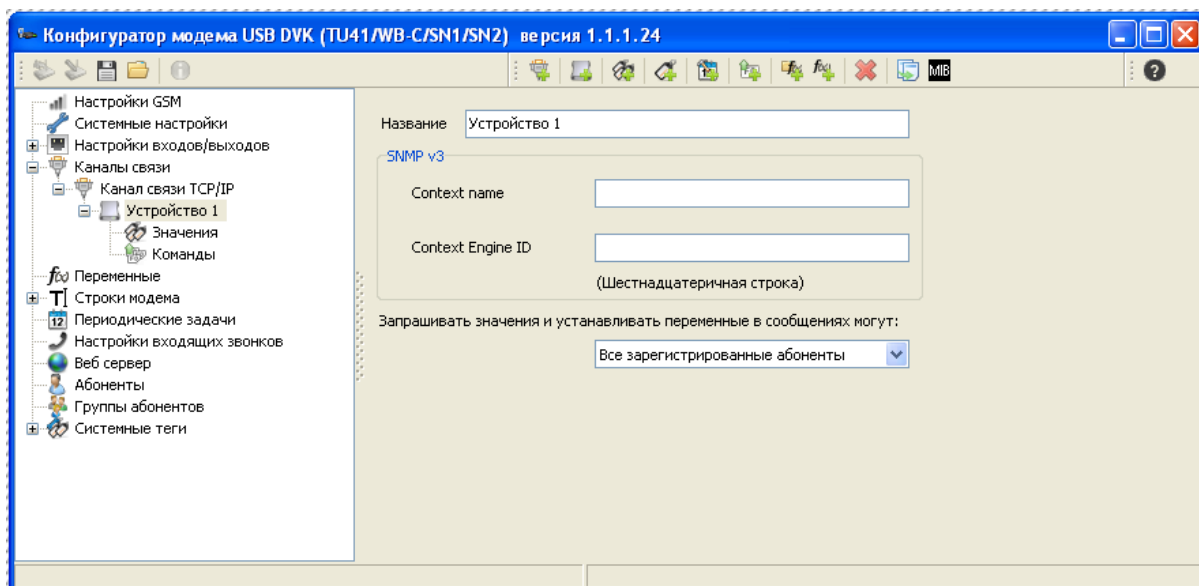 Конфигуратор модема USB DVK (TU41/WB-C/SN1/SN2) версия 1.1.1.24
MIB
Настройки GSM
Системные настройки
Настройки входов/выходов
Каналы связи
Канал связи TCP/IP
Устройство 1
Значения
Команды
f(x) Переменные
Строки модема
12 Периодические задачи
Настройки входящих звонков
Веб сервер
Абоненты
Группы абонентов
Системные теги
Название Устройство 1
SNMP v3
Context name
Context Engine ID
(Шестнадцатеричная строка)
Запрашивать значения и устанавливать переменные в сообщениях могут:
Все зарегистрированные абоненты